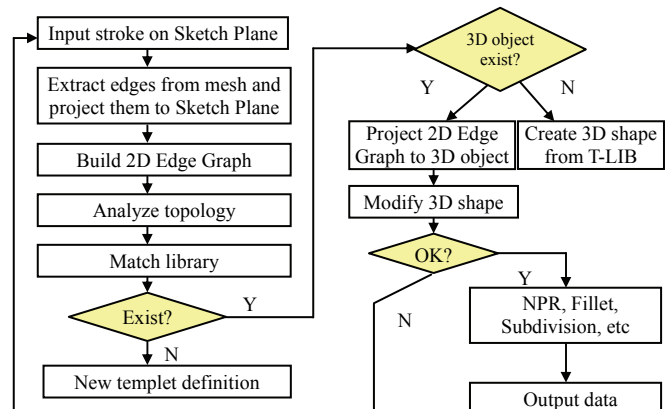 Input stroke on Sketch Plane
Extract edges from mesh and
project them to Sketch Plane
Build 2D Edge Graph
Analyze topology
Match library
Exist?
Y
N
New templet definition
3D object
exist?
Y
N
Project 2D Edge
Graph to 3D object
Create 3D shape
from T-LIB
Modify 3D shape
OK?
Y
N
NPR, Fillet,
Subdivision, etc
Output data